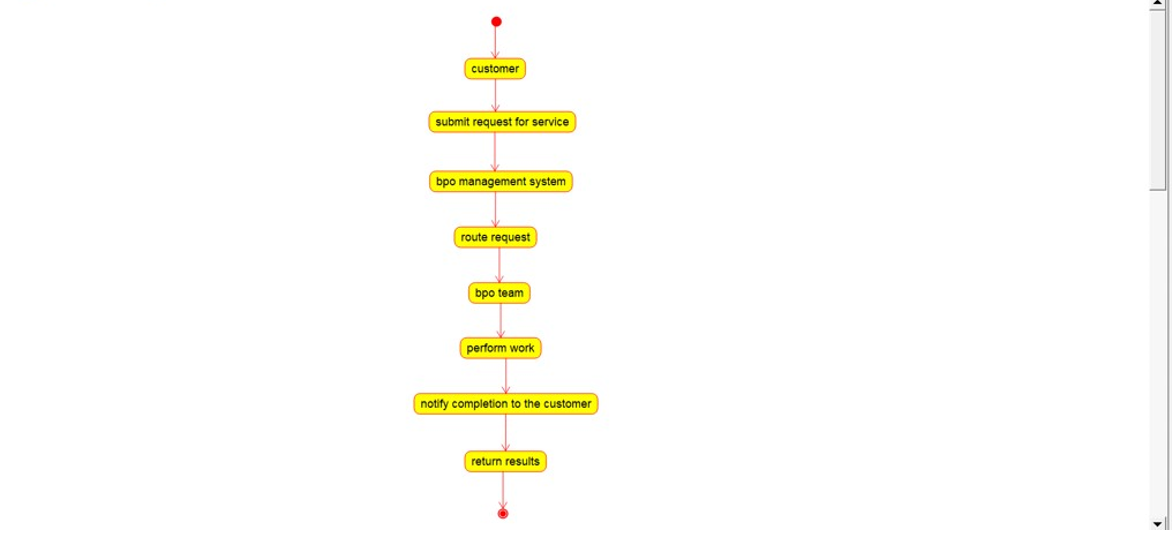 customer
submit request for service
bpo management system
route request
bpo team
perform work
notify completion to the customer
return results